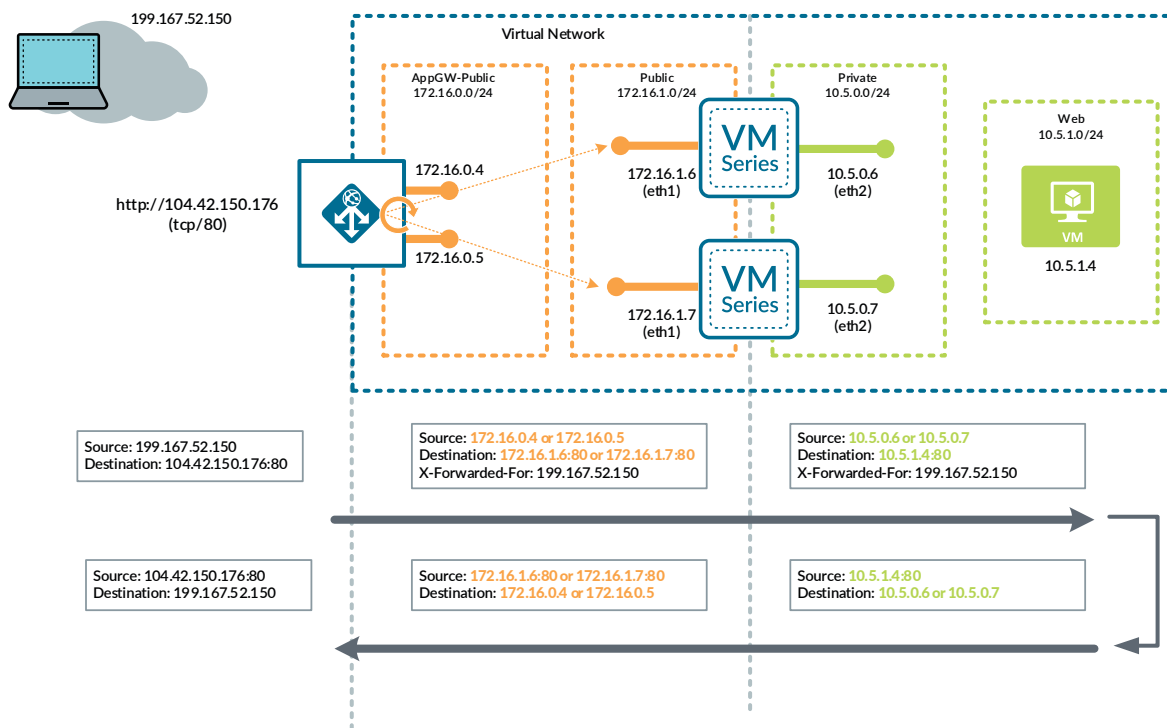 199.167.52.150
Virtual Network
AppGW-Public
172.16.0.0/24
Public
172.16.1.0/24
Private
10.5.0.0/24
Web
10.5.1.0/24
http://104.42.150.176
(tcp/80)
172.16.0.4
172.16.0.5
VM
Series
172.16.1.6
(eth1)
10.5.0.6
(eth2)
VM
Series
172.16.1.7
(eth1)
10.5.0.7
(eth2)
VM
10.5.1.4
Source: 199.167.52.150
Destination: 104.42.150.176:80
Source: 172.16.0.4 or 172.16.0.5
Destination: 172.16.1.6:80 or 172.16.1.7:80
X-Forwarded-For: 199.167.52.150
Source: 10.5.0.6 or 10.5.0.7
Destination: 10.5.1.4:80
X-Forwarded-For: 199.167.52.150
Source: 104.42.150.176:80
Destination: 199.167.52.150
Source: 172.16.1.6:80 or 172.16.1.7:80
Destination: 172.16.0.4 or 172.16.0.5
Source: 10.5.1.4:80
Destination: 10.5.0.6 or 10.5.0.7